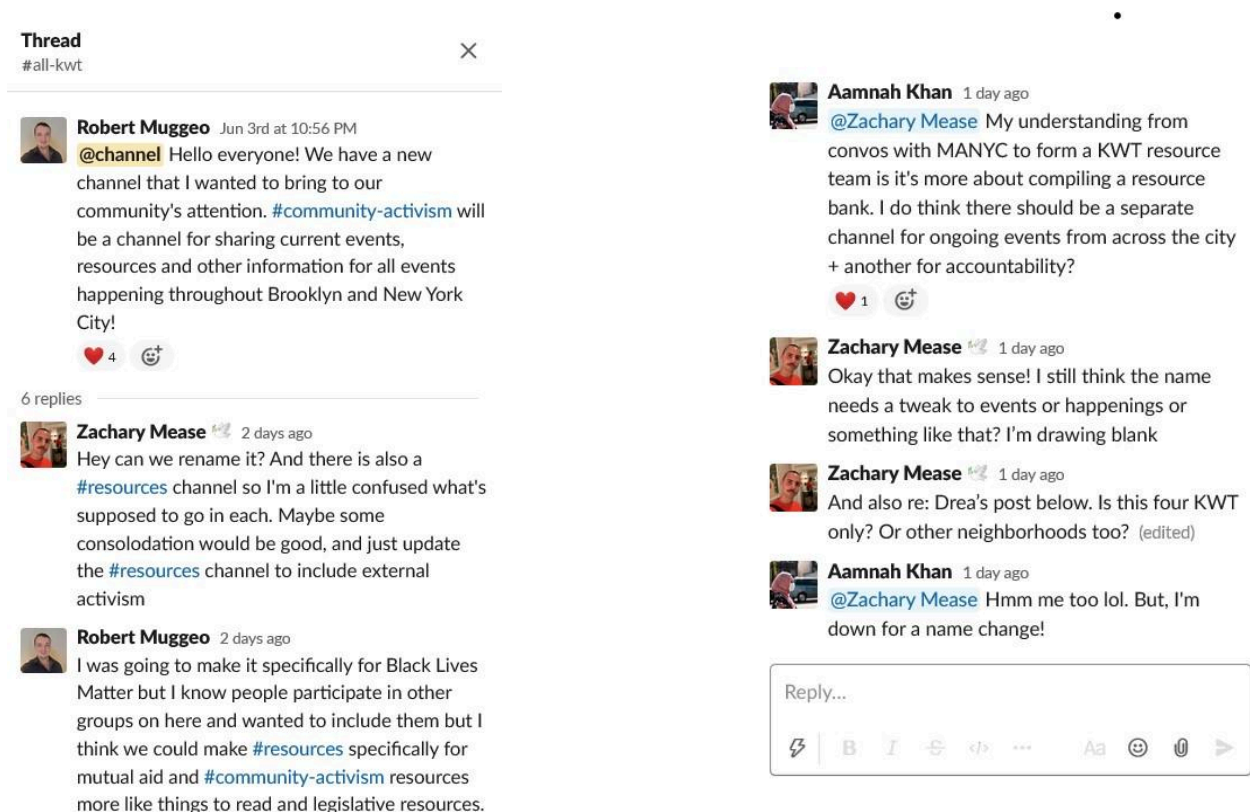 Thread
#all-kwt
Robert Muggeo Jun 3rd at 10:56 PM
@channel Hello everyone! We have a new
channel that I wanted to bring to our
community's attention. #community-activism will
be a channel for sharing current events,
resources and other information for all events
happening throughout Brooklyn and New York
City!
4
6 replies
Zachary Mease 2 days ago
Hey can we rename it? And there is also a
#resources channel so I'm a little confused what's
supposed to go in each. Maybe some
consolodation would be good, and just update
the #resources channel to include external
activism
Robert Muggeo 2 days ago
I was going to make it specifically for Black Lives
Matter but I know people participate in other
groups on here and wanted to include them but I
think we could make #resources specifically for
mutual aid and #community-activism resources
more like things to read and legislative resources.
Aamnah Khan 1 day ago
@Zachary Mease My understanding from
convos with MANYC to form a KWT resource
team is it's more about compiling a resource
bank. I do think there should be a separate
channel for ongoing events from across the city
+ another for accountability?
1
Zachary Mease 1 day ago
Okay that makes sense! I still think the name
needs a tweak to events or happenings or
something like that? I'm drawing blank
Zachary Mease 1 day ago
And also re: Drea's post below. Is this four KWT
only? Or other neighborhoods too? (edited)
Aamnah Khan 1 day ago
@Zachary Mease Hmm me too lol. But, I'm
down for a name change!
Reply...
B I S </> ... Aa